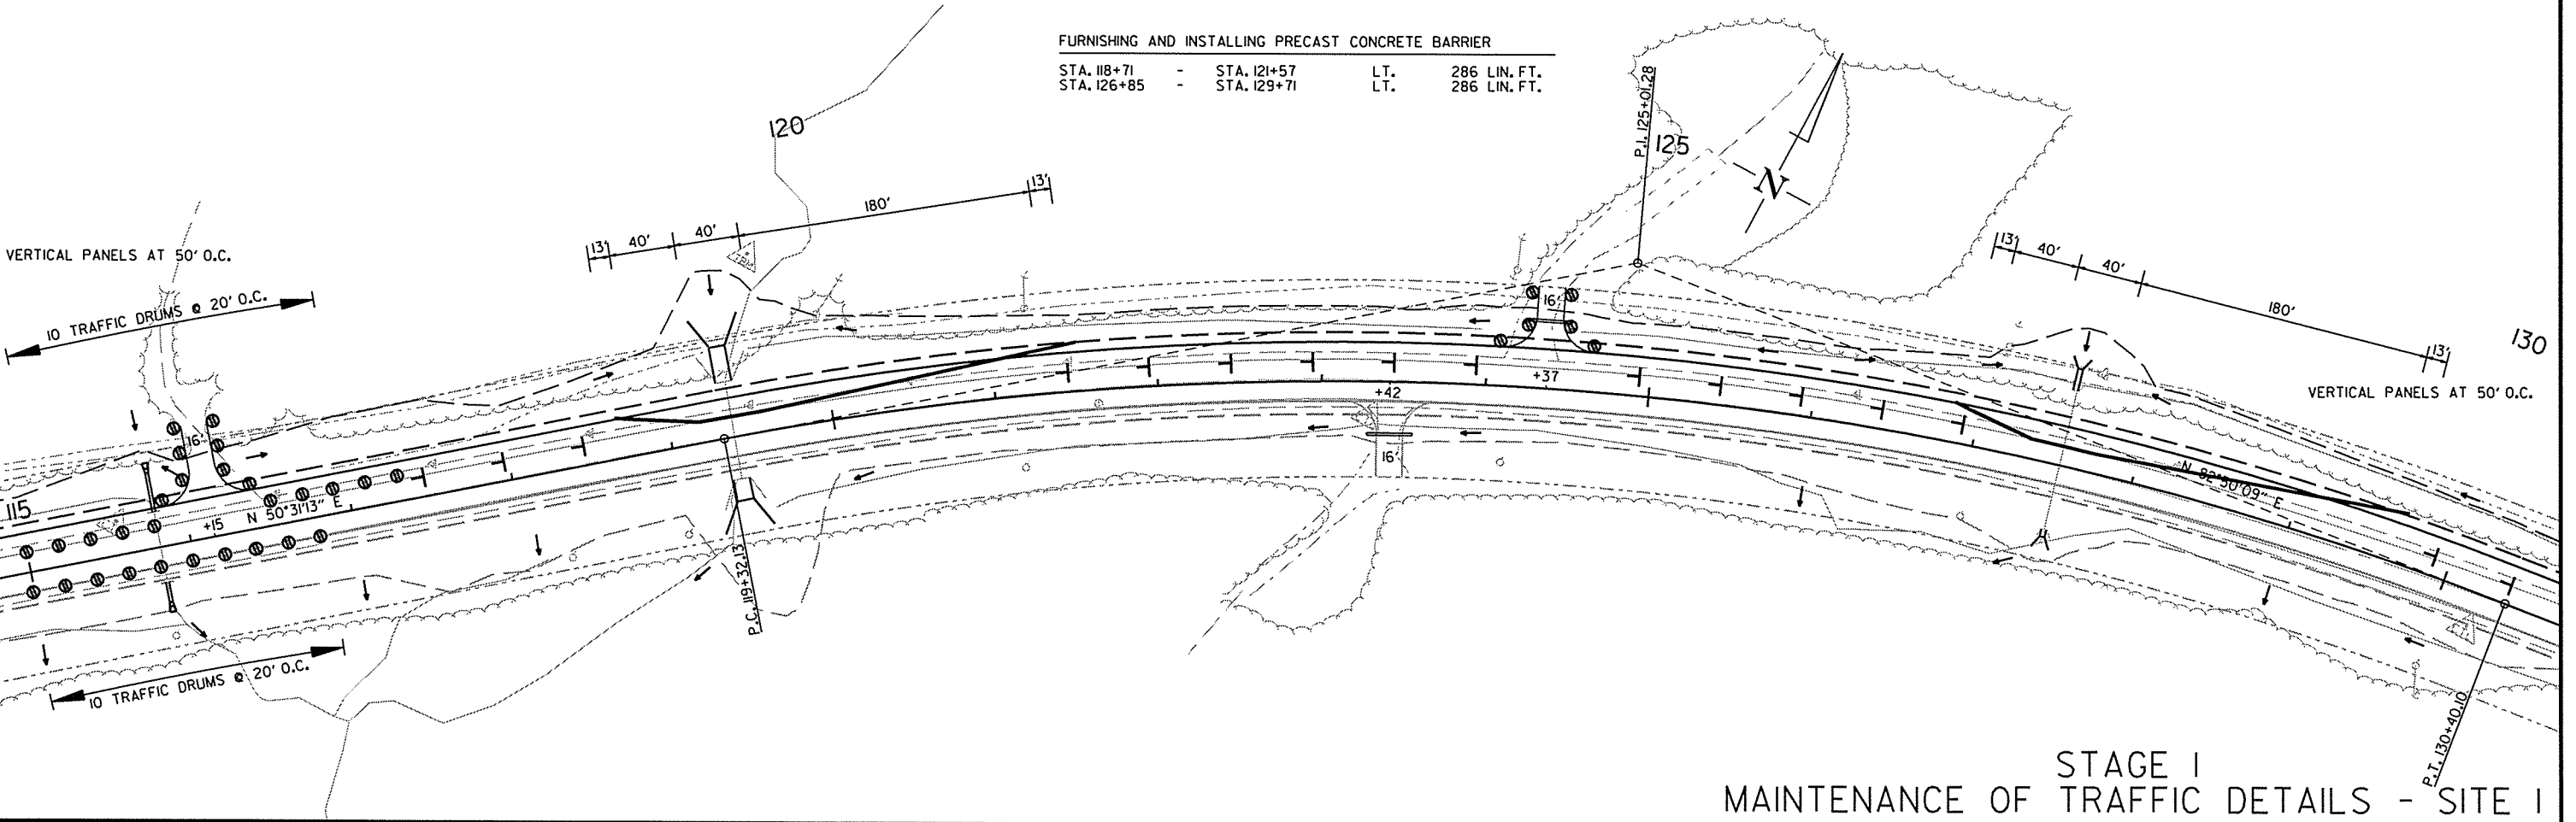 FURNISHING AND INSTALLING PRECAST CONCRETE BARRIER
STA. 118+71 - STA. 121+57 LT. 286 LIN. FT.
STA. 126+85 - STA. 129+71 LT. 286 LIN. FT.
120
125
P.I. 125+01.28
N
13'
180'
40'
40'
13'
VERTICAL PANELS AT 50' O.C.
10 TRAFFIC DRUMS @ 20' O.C.
13'
40'
40'
180'
13'
130
VERTICAL PANELS AT 50' O.C.
16'
16'
+37
+42
16'
115
+15
N 50°31'13" E
N 82°50'09" E
P.C. 119+32.13
10 TRAFFIC DRUMS @ 20' O.C.
P.T. 130+40.10
STAGE 1
MAINTENANCE OF TRAFFIC DETAILS - SITE 1